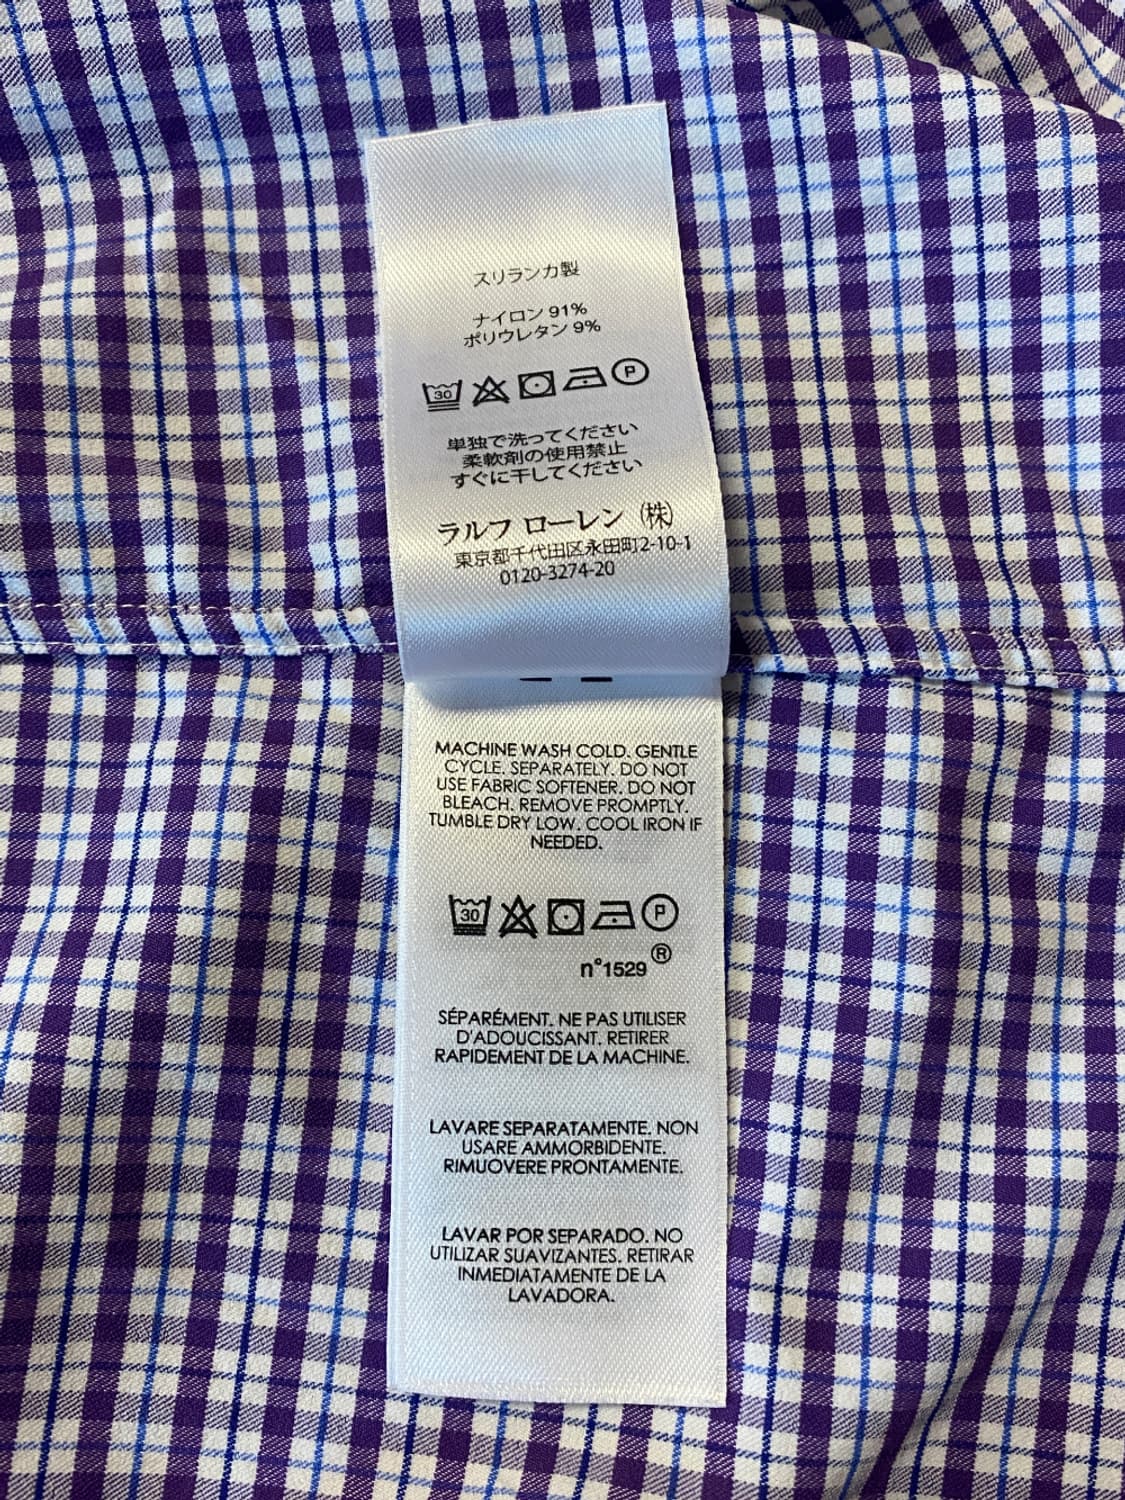 スリランカ製
ナイロン 91%
ポリウレタン 9%
30 P
単独で洗ってください
柔軟剤の使用禁止
すぐに干してください
ラルフ ローレン (株)
東京都千代田区永田町2-10-1
0120-3274-20
MACHINE WASH COLD. GENTLE
CYCLE. SEPARATELY. DO NOT
USE FABRIC SOFTENER. DO NOT
BLEACH. REMOVE PROMPTLY.
TUMBLE DRY LOW. COOL IRON IF
NEEDED.
30 P
n°1529 ®
SÉPARÉMENT. NE PAS UTILISER
D'ADOUCISSANT. RETIRER
RAPIDEMENT DE LA MACHINE.
LAVARE SEPARATAMENTE. NON
USARE AMMORBIDENTE.
RIMUOVERE PRONTAMENTE.
LAVAR POR SEPARADO. NO
UTILIZAR SUAVIZANTES. RETIRAR
INMEDIATAMENTE DE LA
LAVADORA.